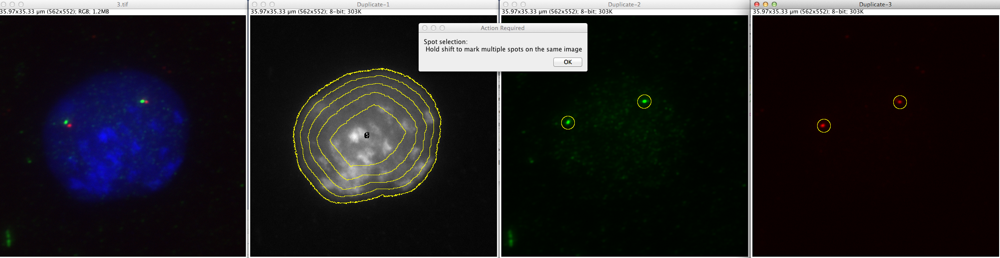 3.tif
35.97x35.33 µm (562x552); RGB; 1.2MB
Duplicate-1
35.97x35.33 µm (562x552); 8-bit; 303K
Duplicate-2
35.97x35.33 µm (562x552); 8-bit; 303K
Duplicate-3
35.97x35.33 µm (562x552); 8-bit; 303K
Action Required
Spot selection:
Hold shift to mark multiple spots on the same image
OK
5